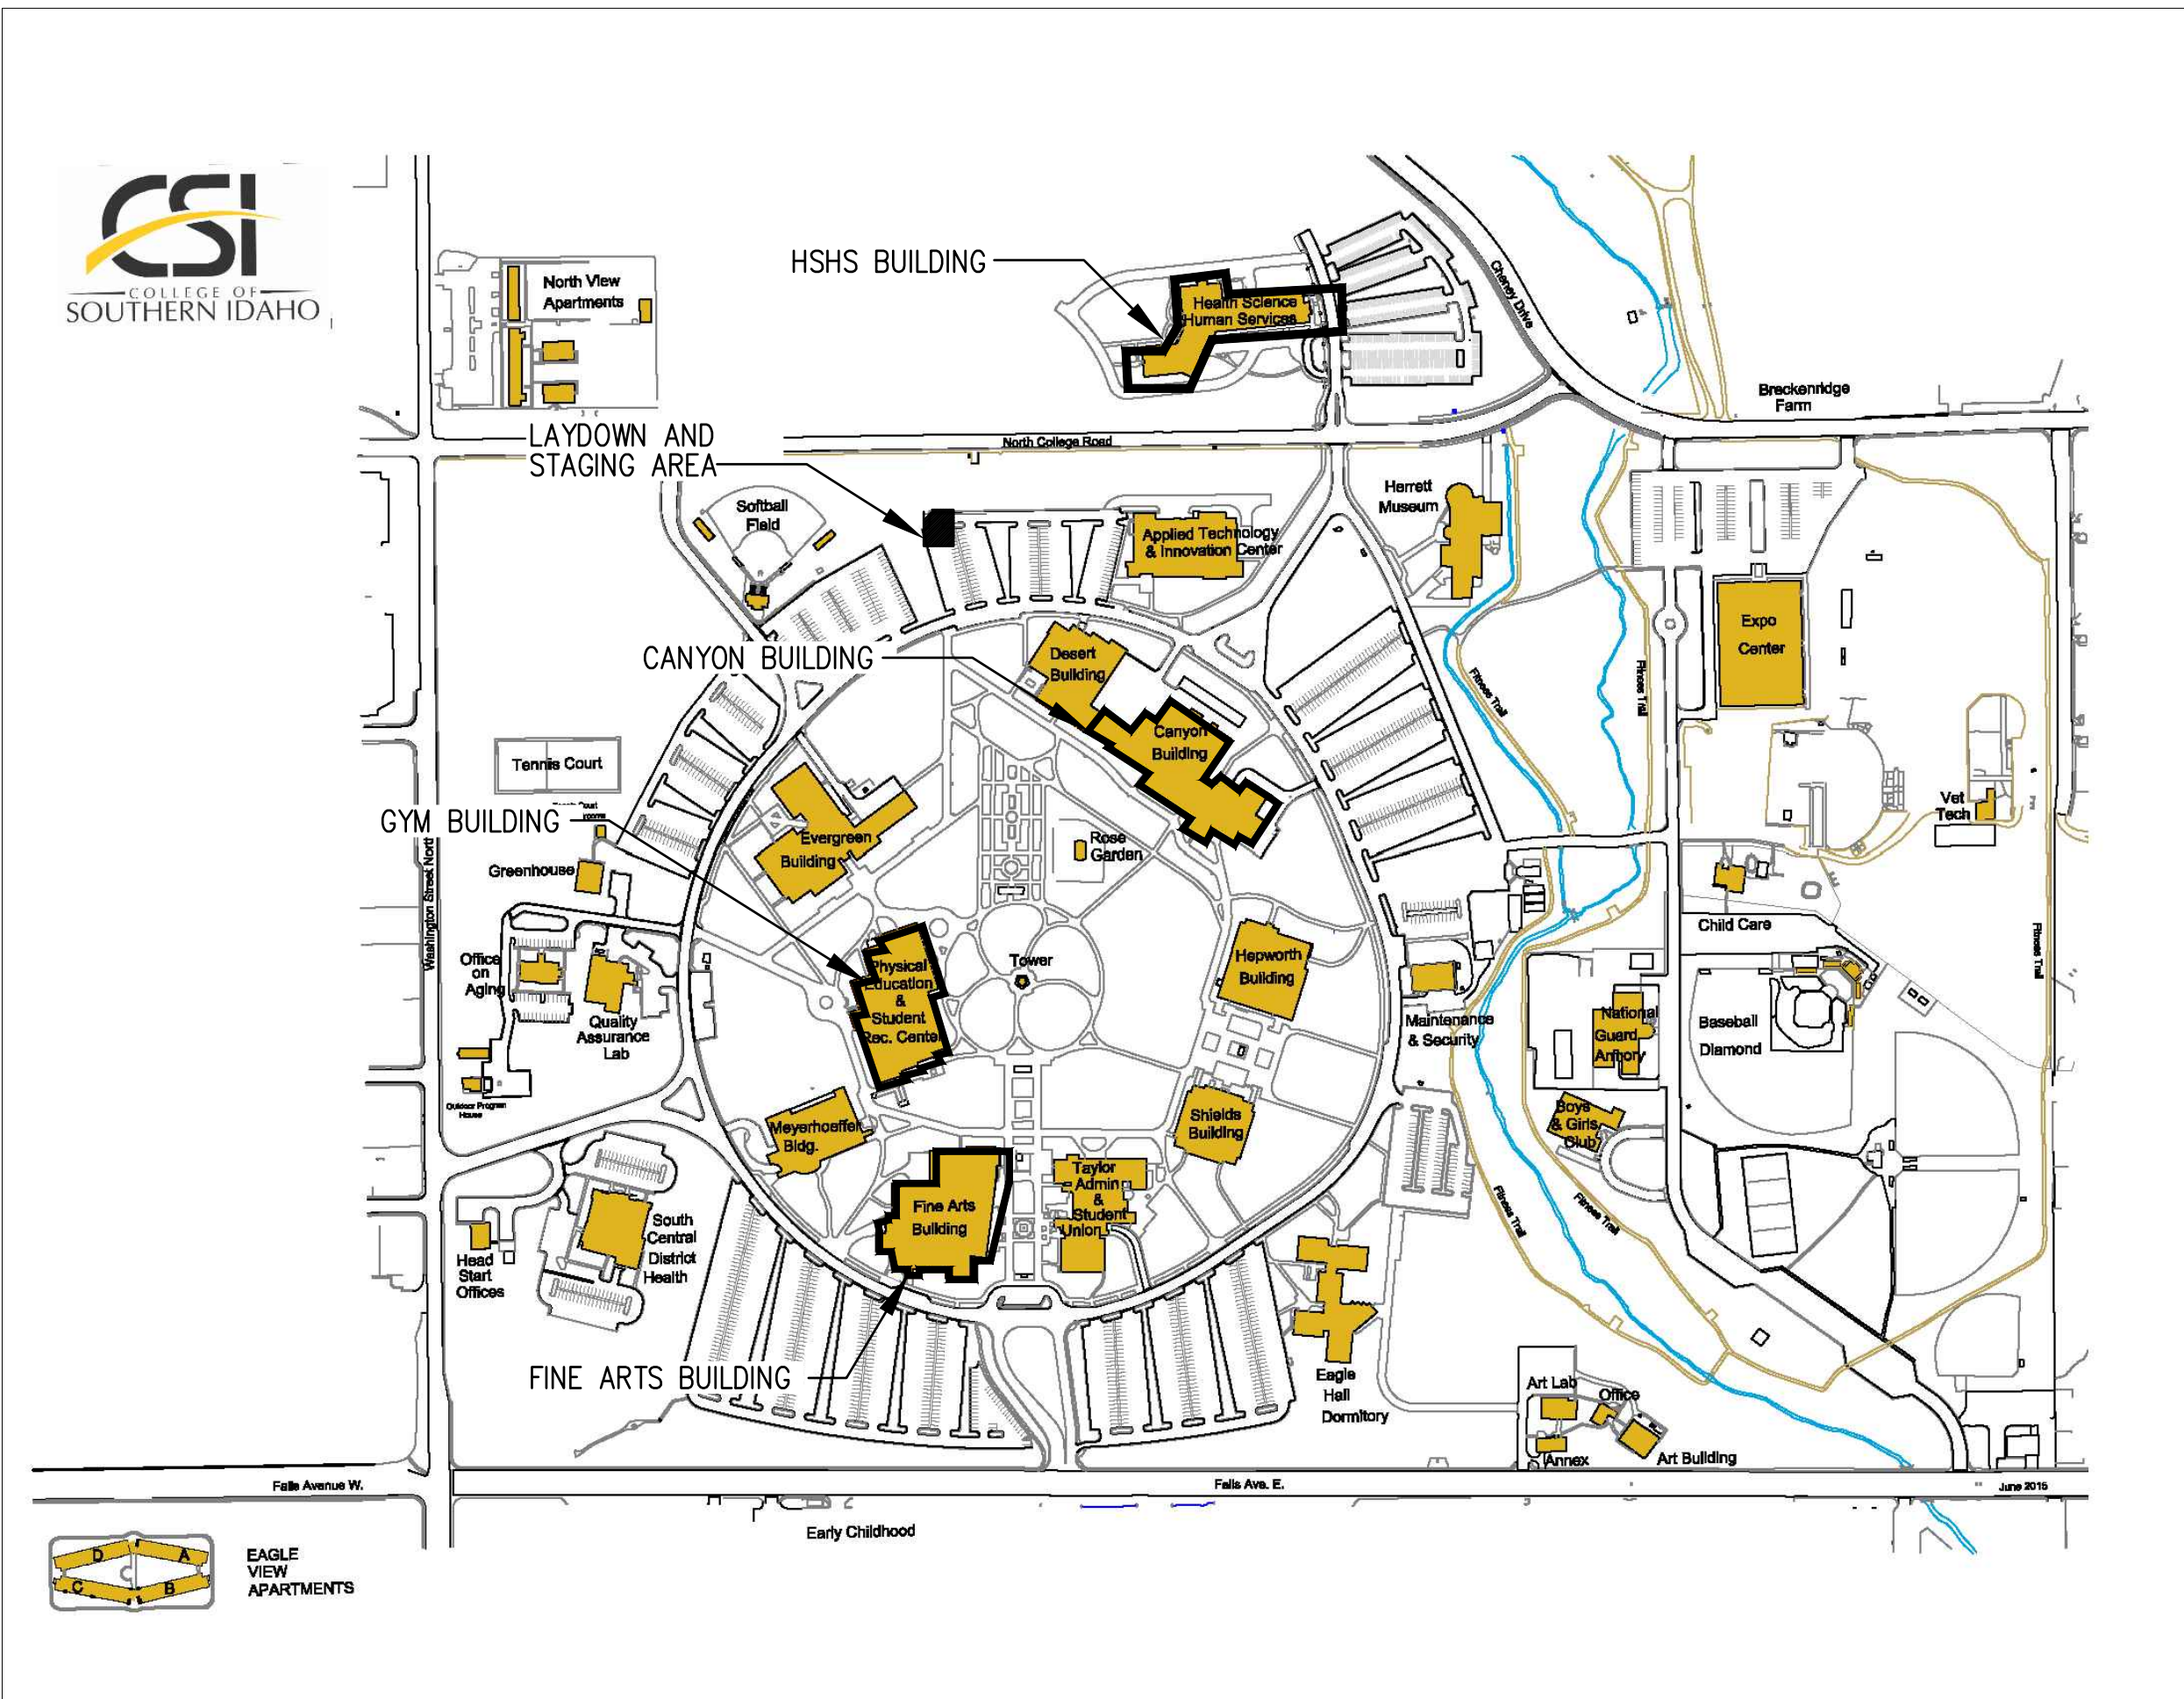 CSI
COLLEGE OF
SOUTHERN IDAHO
North View
Apartments
HSHS BUILDING
Health Science
Human Services
Cheney Drive
Breckenridge
Farm
LAYDOWN AND
STAGING AREA
North College Road
Softball
Field
Applied Technology
& Innovation Center
Herrett
Museum
Expo
Center
CANYON BUILDING
Desert
Building
Canyon
Building
Fitness Trail
Fitness Trail
Tennis Court
Tennis Court
GYM BUILDING
Evergreen
Building
Rose
Garden
Vet
Tech
Greenhouse
Washington Street North
Child Care
Fitness Trail
Office
on
Aging
Quality
Assurance
Lab
Physical
Education
&
Student
Rec. Center
Tower
Hepworth
Building
Maintenance
& Security
National
Guard
Armory
Baseball
Diamond
Outdoor Program
House
Meyerhoeffer
Bldg.
Shields
Building
Boys
& Girls
Club
Fine Arts
Building
Taylor
Admin
&
Student
Union
Fitness Trail
Fitness Trail
South
Central
District
Health
Head
Start
Offices
FINE ARTS BUILDING
Eagle
Hall
Dormitory
Art Lab
Office
Annex
Art Building
Falls Avenue W.
Falls Ave. E.
June 2015
Early Childhood
D
A
C
B
EAGLE
VIEW
APARTMENTS